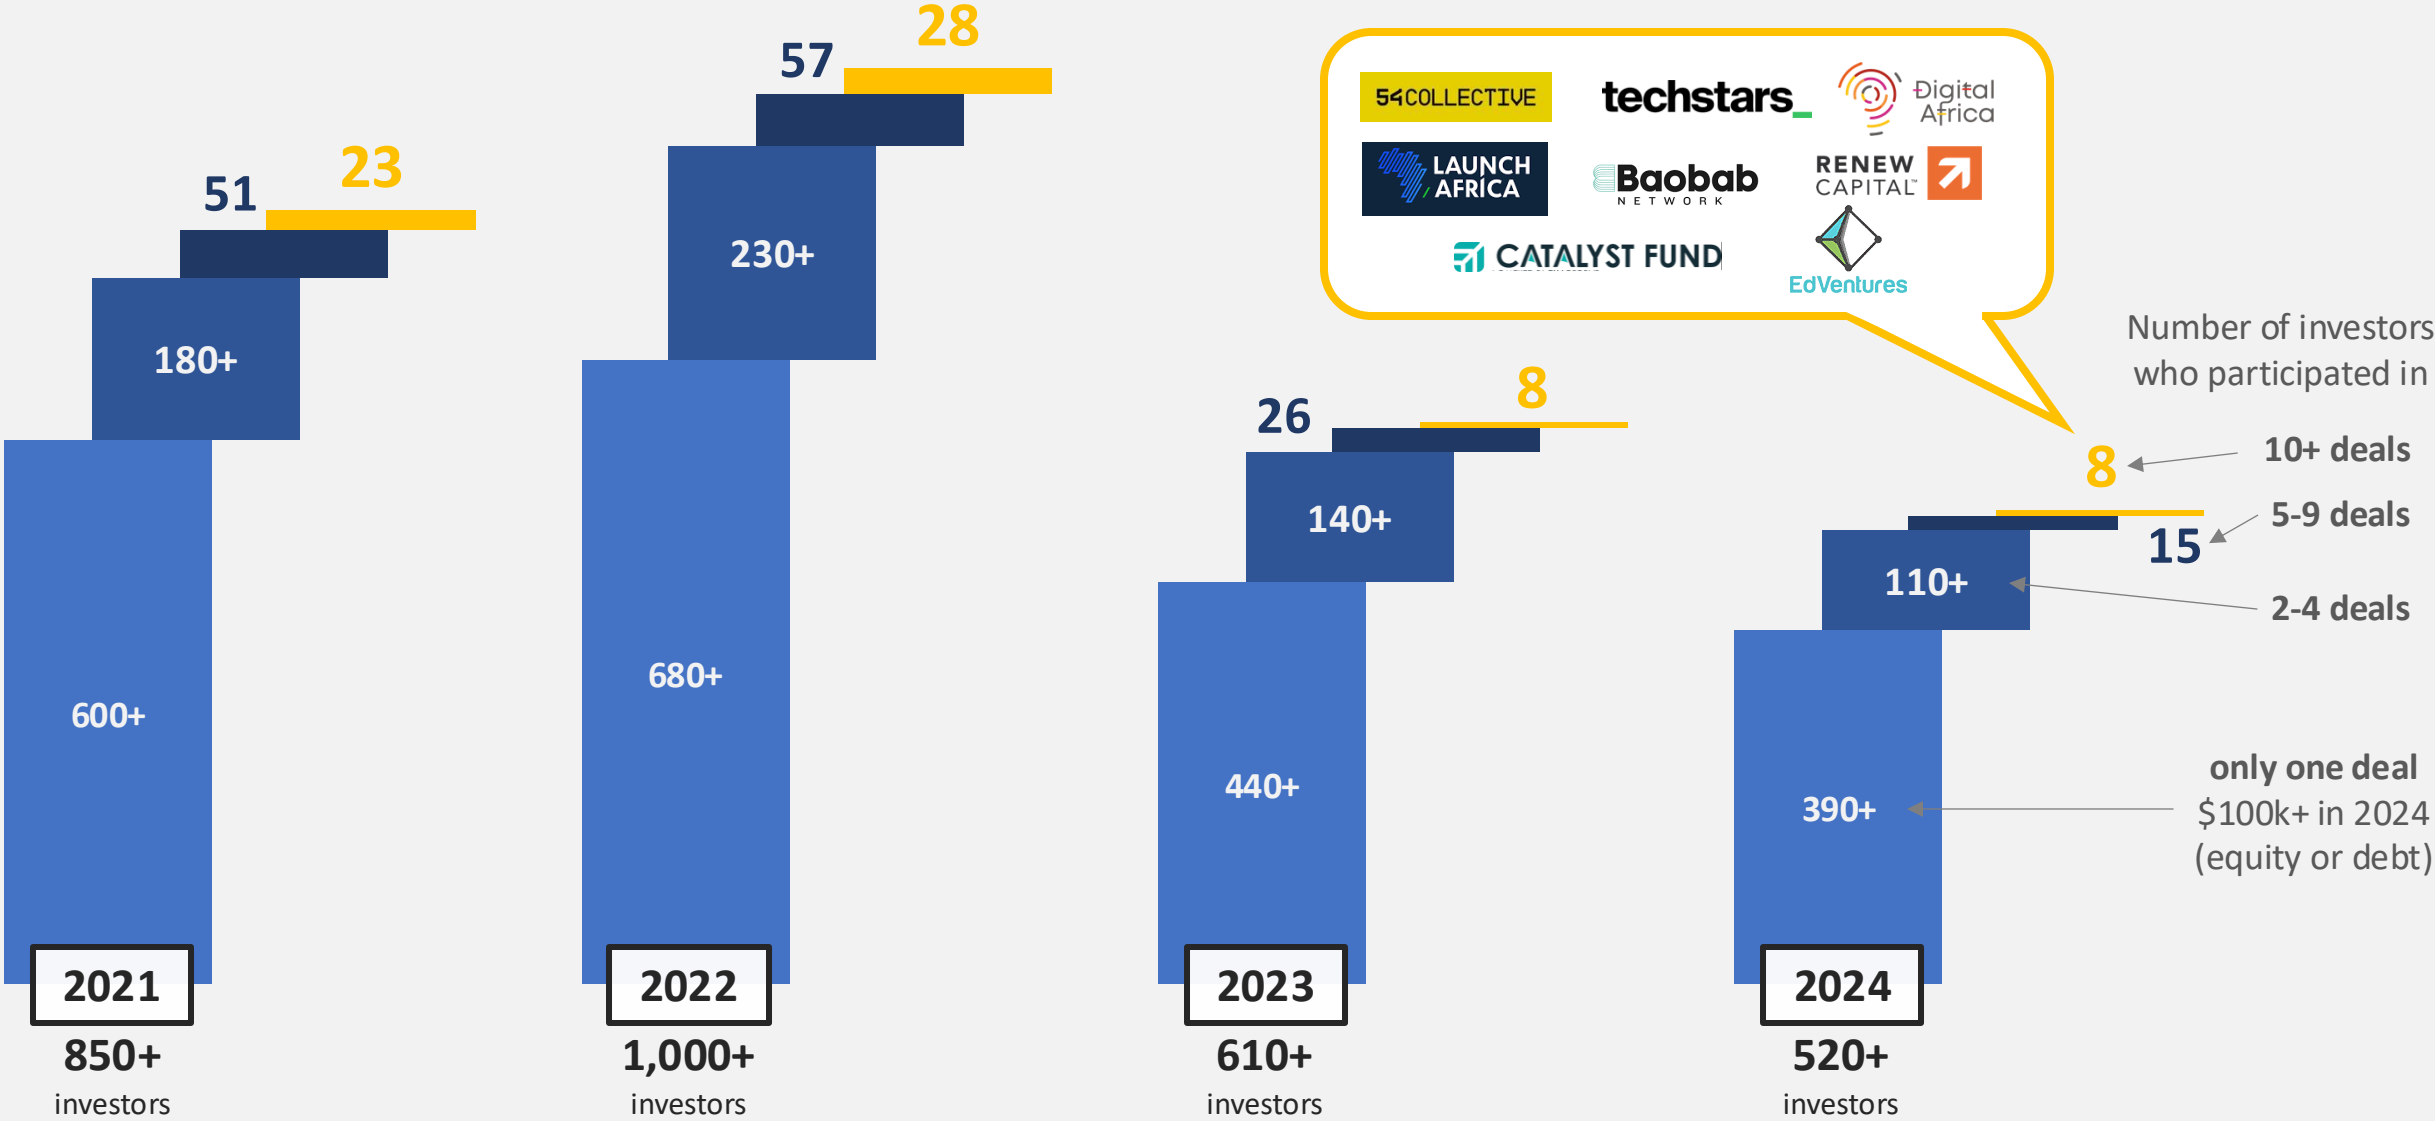 28
57
23
51
230+
180+
680+
600+
2021
850+
investors
2022
1,000+
investors
54COLLECTIVE
techstars_
Digital
Africa
LAUNCH
AFRICA
Baobab
NETWORK
RENEW
CAPITAL™
CATALYST FUND
EdVentures
8
26
140+
440+
2023
610+
investors
Number of investors
who participated in
8
10+ deals
5-9 deals
15
110+
2-4 deals
only one deal
$100k+ in 2024
(equity or debt)
390+
2024
520+
investors